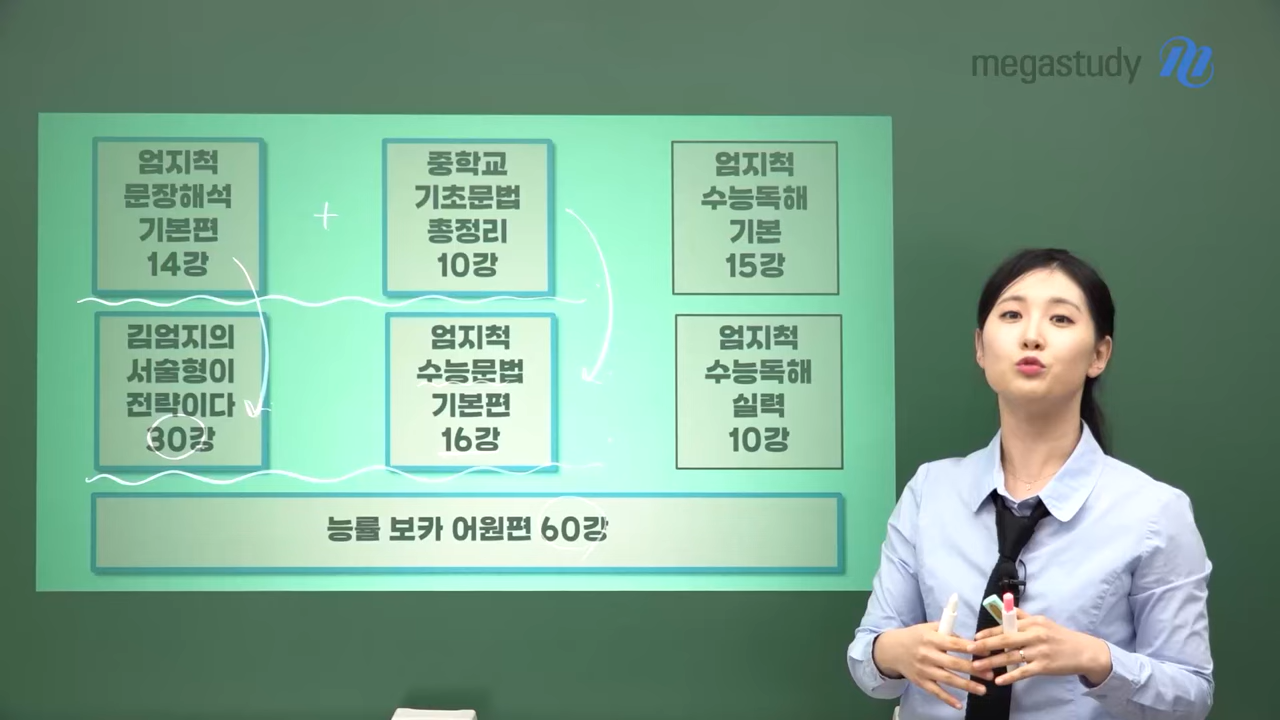 megastudy
엄지척
문장해석
기본편
14강
+
중학교
기초문법
총정리
10강
엄지척
수능독해
기본
15강
김엄지의
서술형이
전략이다
30강
엄지척
수능문법
기본편
16강
엄지척
수능독해
실력
10강
능률 보카 어원편 60강